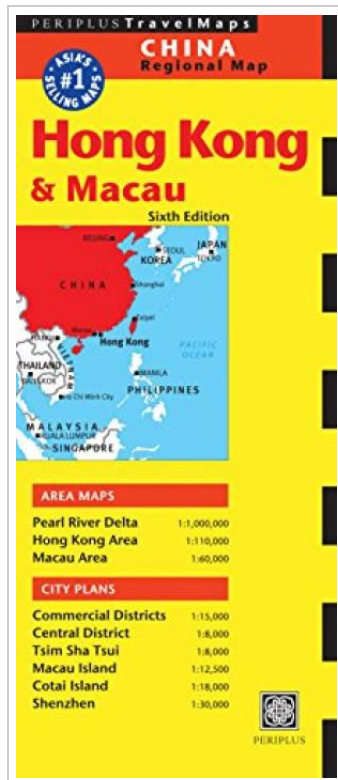 PERIPLUS TravelMaps
CHINA
Regional Map
ASIA'S
#1
SELLING MAPS
Hong Kong
& Macau
Sixth Edition
BEIJING
SEOUL
KOREA
JAPAN
TOKYO
CHINA
Shanghai
Taipei
Macau
Hong Kong
HANOI
VIETNAM
PACIFIC
OCEAN
THAILAND
BANGKOK
MANILA
PHILIPPINES
Ho Chi Minh City
MALAYSIA
KUALA LUMPUR
SINGAPORE
AREA MAPS
Pearl River Delta 1:1,000,000
Hong Kong Area 1:110,000
Macau Area 1:60,000
CITY PLANS
Commercial Districts 1:15,000
Central District 1:8,000
Tsim Sha Tsui 1:8,000
Macau Island 1:12,500
Cotai Island 1:18,000
Shenzhen 1:30,000
PERIPLUS